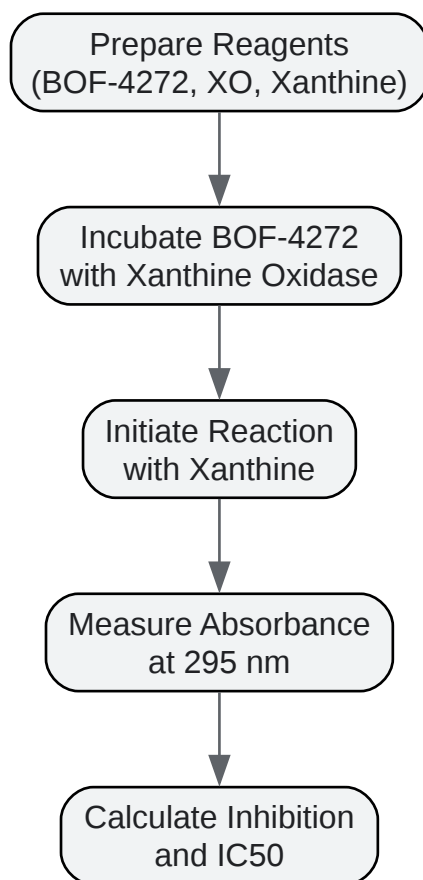 Prepare Reagents
(BOF-4272, XO, Xanthine)
Incubate BOF-4272
with Xanthine Oxidase
Initiate Reaction
with Xanthine
Measure Absorbance
at 295 nm
Calculate Inhibition
and IC50